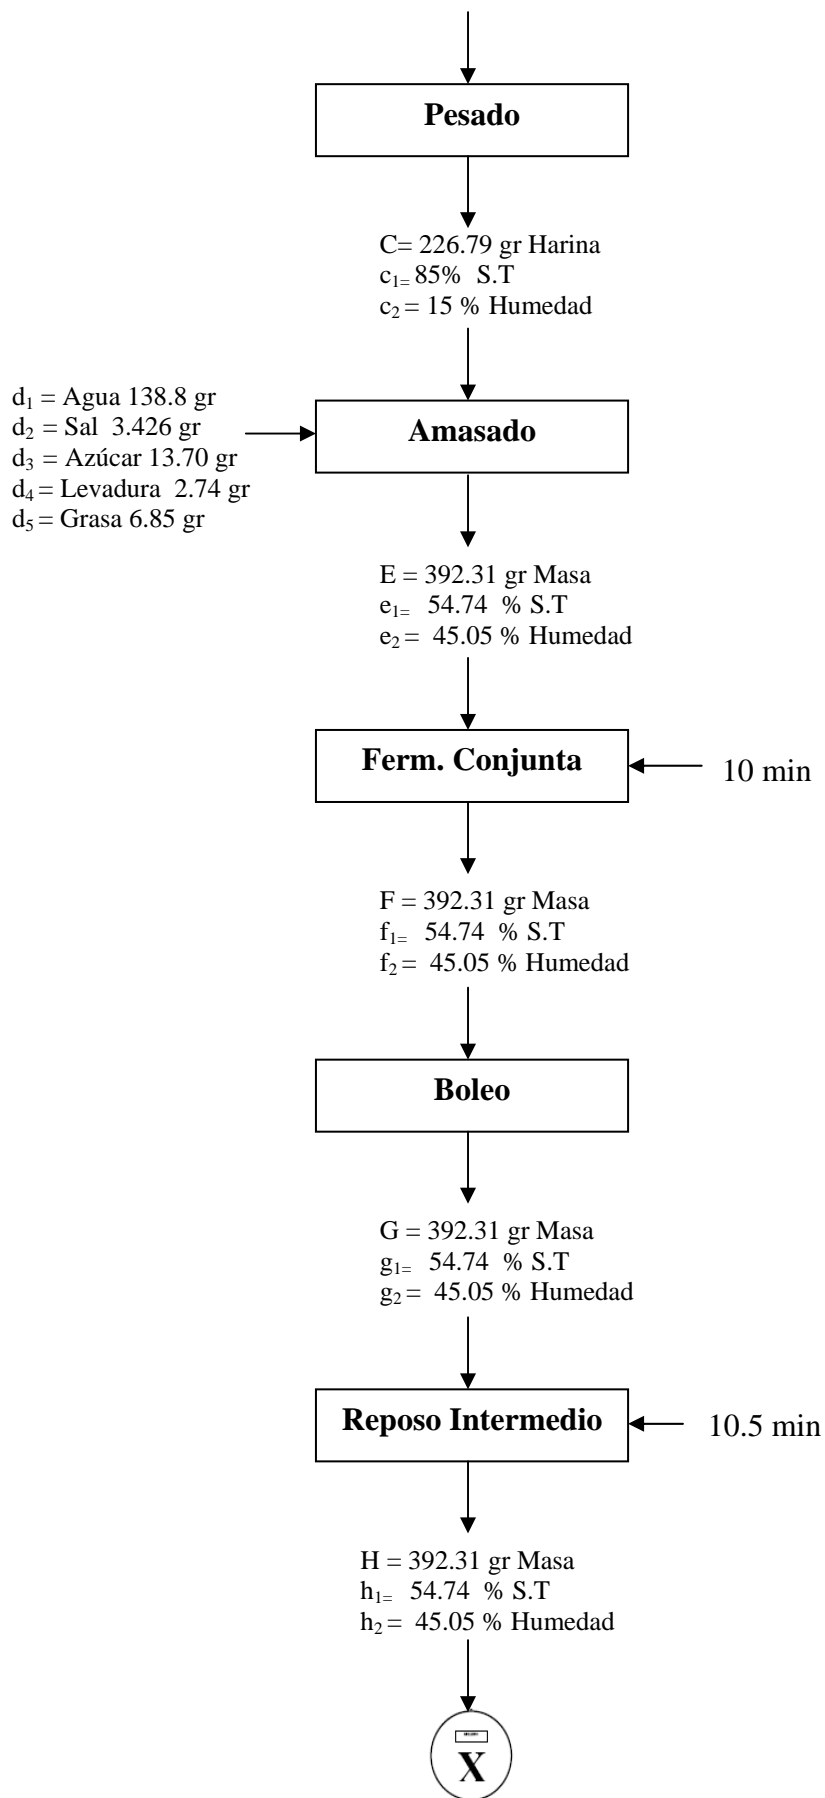 Pesado
C= 226.79 gr Harina
c₁₌ 85% S.T
c₂ = 15 % Humedad
d₁ = Agua 138.8 gr
d₂ = Sal 3.426 gr
d₃ = Azúcar 13.70 gr
d₄ = Levadura 2.74 gr
d₅ = Grasa 6.85 gr
Amasado
E = 392.31 gr Masa
e₁₌ 54.74 % S.T
e₂ = 45.05 % Humedad
Ferm. Conjunta
10 min
F = 392.31 gr Masa
f₁₌ 54.74 % S.T
f₂ = 45.05 % Humedad
Boleo
G = 392.31 gr Masa
g₁₌ 54.74 % S.T
g₂ = 45.05 % Humedad
Reposo Intermedio
10.5 min
H = 392.31 gr Masa
h₁₌ 54.74 % S.T
h₂ = 45.05 % Humedad
X